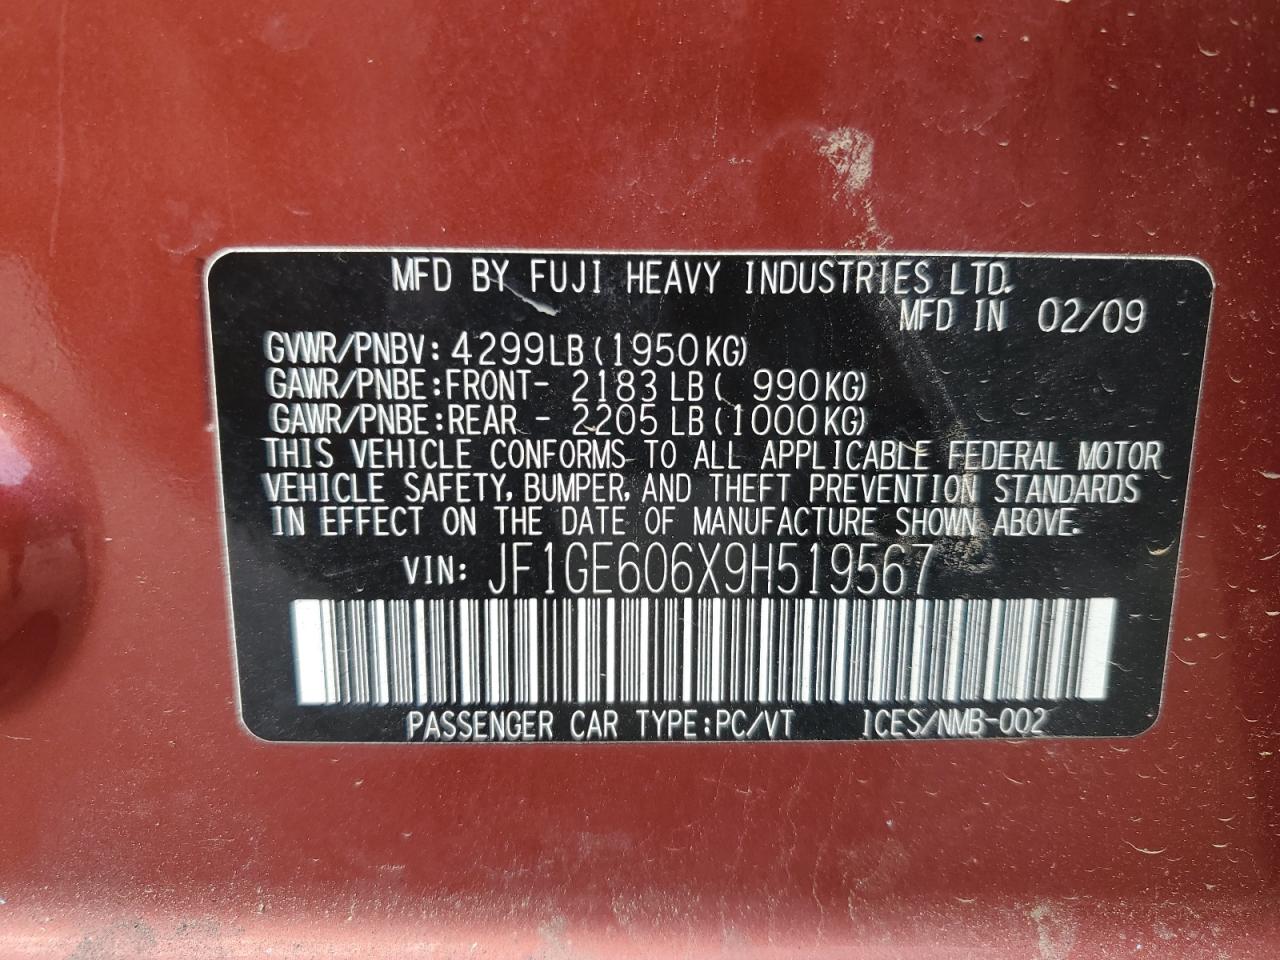 MFD BY FUJI HEAVY INDUSTRIES LTD.
MFD IN 02/09
GVWR/PNBV: 4299LB(1950KG)
GAWR/PNBE:FRONT- 2183LB( 990KG)
GAWR/PNBE:REAR - 2205LB(1000KG)
THIS VEHICLE CONFORMS TO ALL APPLICABLE FEDERAL MOTOR
VEHICLE SAFETY, BUMPER, AND THEFT PREVENTION STANDARDS
IN EFFECT ON THE DATE OF MANUFACTURE SHOWN ABOVE.
VIN: JF1GE606X9H519567
PASSENGER CAR TYPE:PC/VT ICES/NMB-002